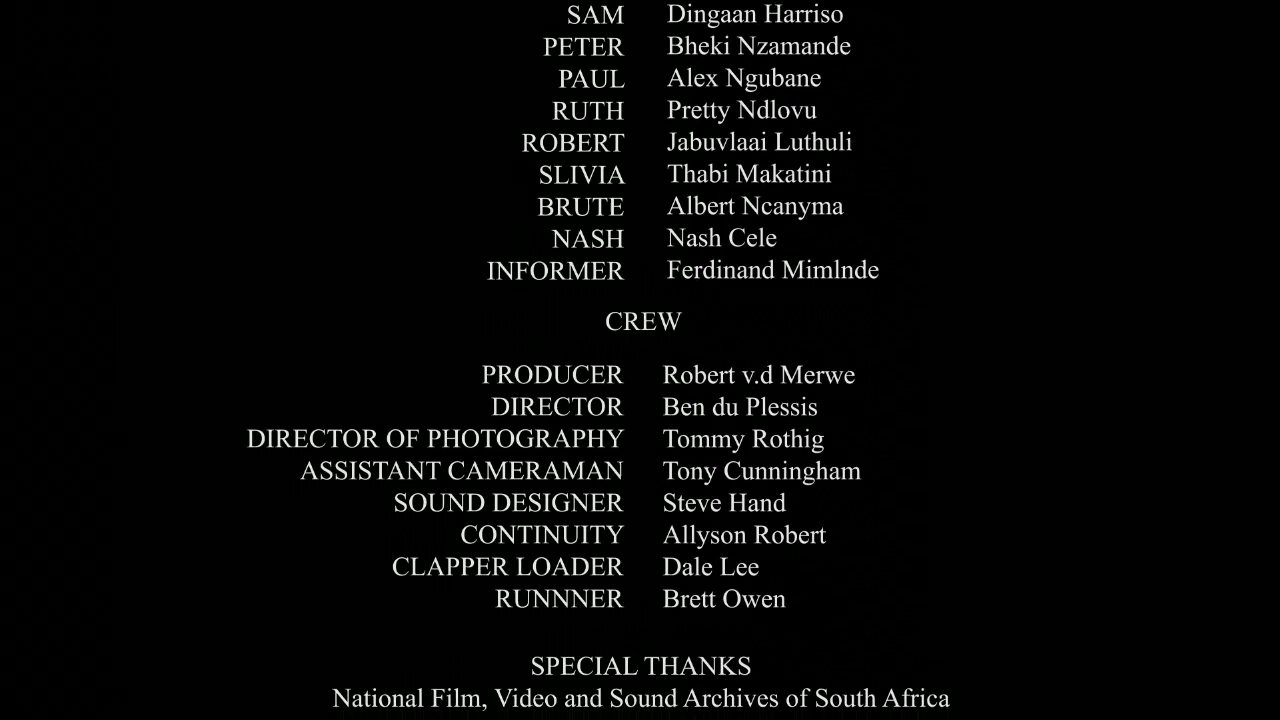 SAM Dingaan Harriso
PETER Bheki Nzamande
PAUL Alex Ngubane
RUTH Pretty Ndlovu
ROBERT Jabuvlaai Luthuli
SLIVIA Thabi Makatini
BRUTE Albert Ncanyma
NASH Nash Cele
INFORMER Ferdinand Mimlnde
CREW
PRODUCER Robert v.d Merwe
DIRECTOR Ben du Plessis
DIRECTOR OF PHOTOGRAPHY Tommy Rothig
ASSISTANT CAMERAMAN Tony Cunningham
SOUND DESIGNER Steve Hand
CONTINUITY Allyson Robert
CLAPPER LOADER Dale Lee
RUNNNER Brett Owen
SPECIAL THANKS
National Film, Video and Sound Archives of South Africa